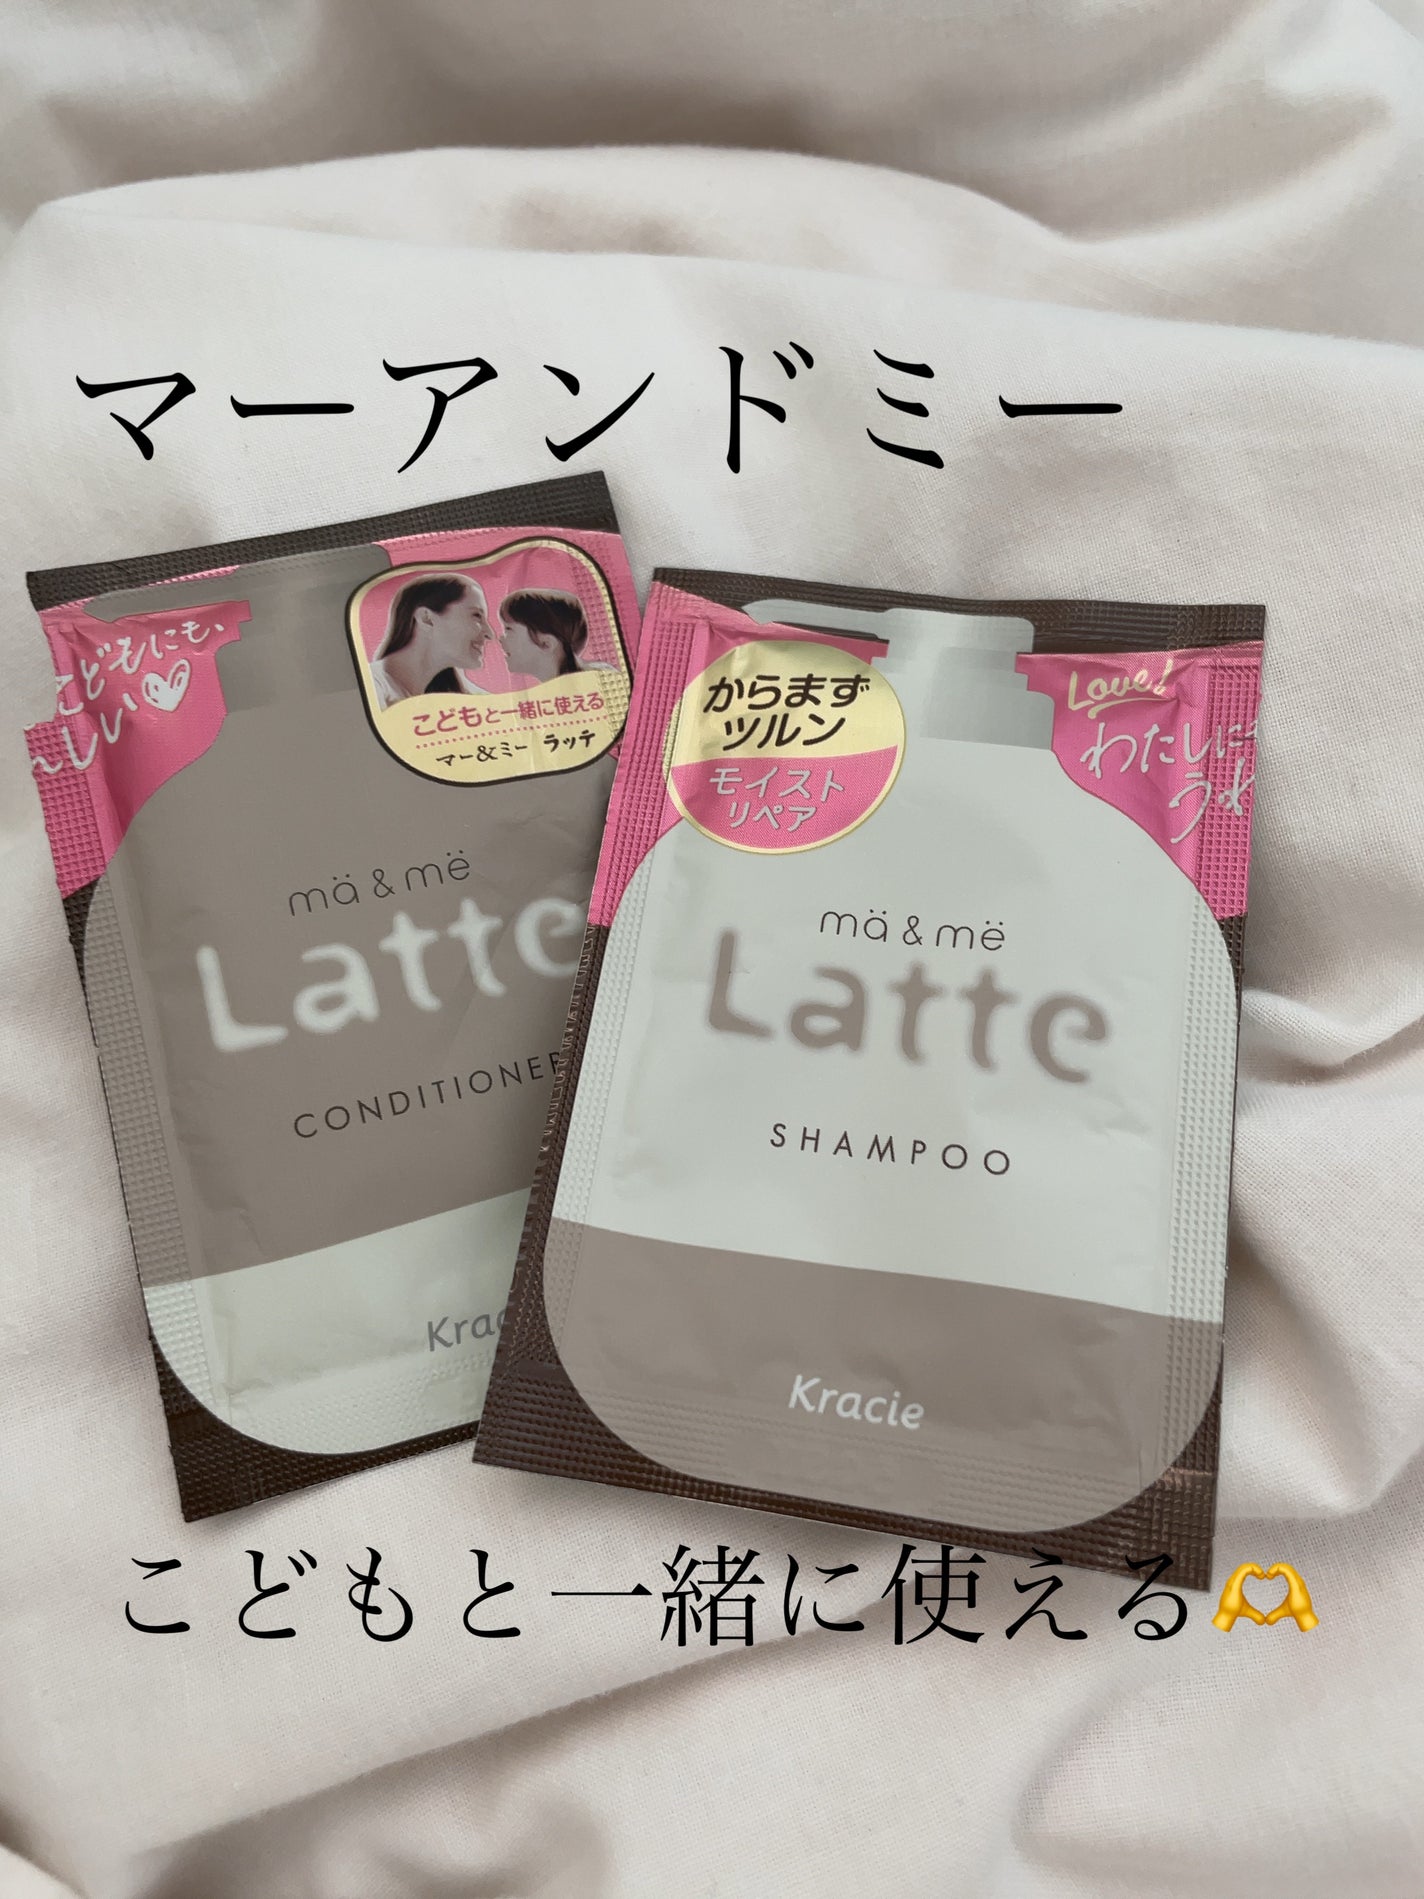 マーアンドミー
こどもにも、
しい
こどもと一緒に使える
マー&ミー ラッテ
mä & më
Latte
CONDITIONER
Krac
からまず
ツルン
モイスト
リペア
Love!
わたしに
うれ
mä & më
Latte
SHAMPOO
Kracie
こどもと一緒に使える🫶